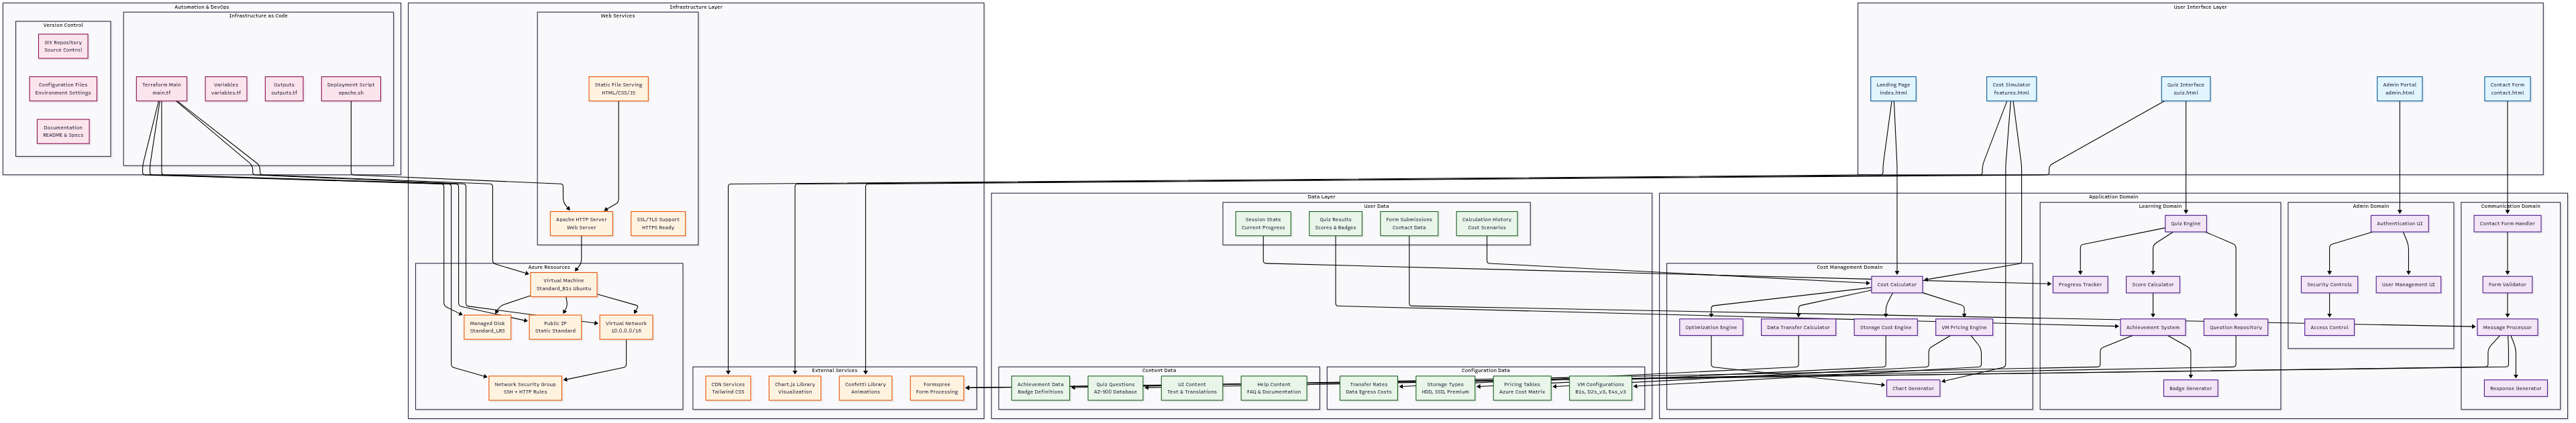 Automation & DevOps
Version Control
Git Repository
Source Control
Configuration Files
Environment Settings
Documentation
README & Specs
Infrastructure as Code
Terraform Main
main.tf
Variables
variables.tf
Outputs
outputs.tf
Deployment Script
apache.sh
Infrastructure Layer
Web Services
Static File Serving
HTML/CSS/JS
Apache HTTP Server
Web Server
SSL/TLS Support
HTTPS Ready
Azure Resources
Virtual Machine
Standard_B1s Ubuntu
Managed Disk
Standard_LRS
Public IP
Static Standard
Virtual Network
10.0.0.0/16
Network Security Group
SSH + HTTP Rules
External Services
CDN Services
Tailwind CSS
Chart.js Library
Visualization
Confetti Library
Animations
Formspree
Form Processing
Data Layer
User Data
Session State
Current Progress
Quiz Results
Scores & Badges
Form Submissions
Contact Data
Calculation History
Cost Scenarios
Content Data
Achievement Data
Badge Definitions
Quiz Questions
AZ-900 Database
UI Content
Text & Translations
Help Content
FAQ & Documentation
Configuration Data
Transfer Rates
Data Egress Costs
Storage Types
HDD, SSD, Premium
Pricing Tables
Azure Cost Matrix
VM Configurations
B1s, D2s_v3, E4s_v3
User Interface Layer
Landing Page
index.html
Cost Simulator
features.html
Quiz Interface
quiz.html
Admin Portal
admin.html
Contact Form
contact.html
Application Domain
Cost Management Domain
Cost Calculator
Optimization Engine
Data Transfer Calculator
Storage Cost Engine
VM Pricing Engine
Chart Generator
Learning Domain
Quiz Engine
Progress Tracker
Score Calculator
Achievement System
Question Repository
Badge Generator
Admin Domain
Authentication UI
Security Controls
User Management UI
Access Control
Communication Domain
Contact Form Handler
Form Validator
Message Processor
Response Generator